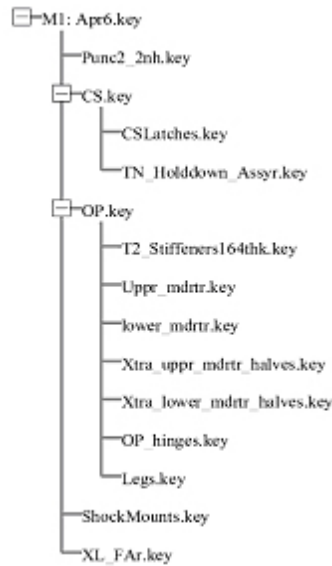 M1: Apr6.key
Punc2_2nh.key
CS.key
CSLatches.key
TN_Holddown_Assyr.key
OP.key
T2_Stiffeners164thk.key
Uppr_mdrtr.key
lower_mdrtr.key
Xtra_uppr_mdrtr_halves.key
Xtra_lower_mdrtr_halves.key
OP_hinges.key
Legs.key
ShockMounts.key
XL_FAr.key